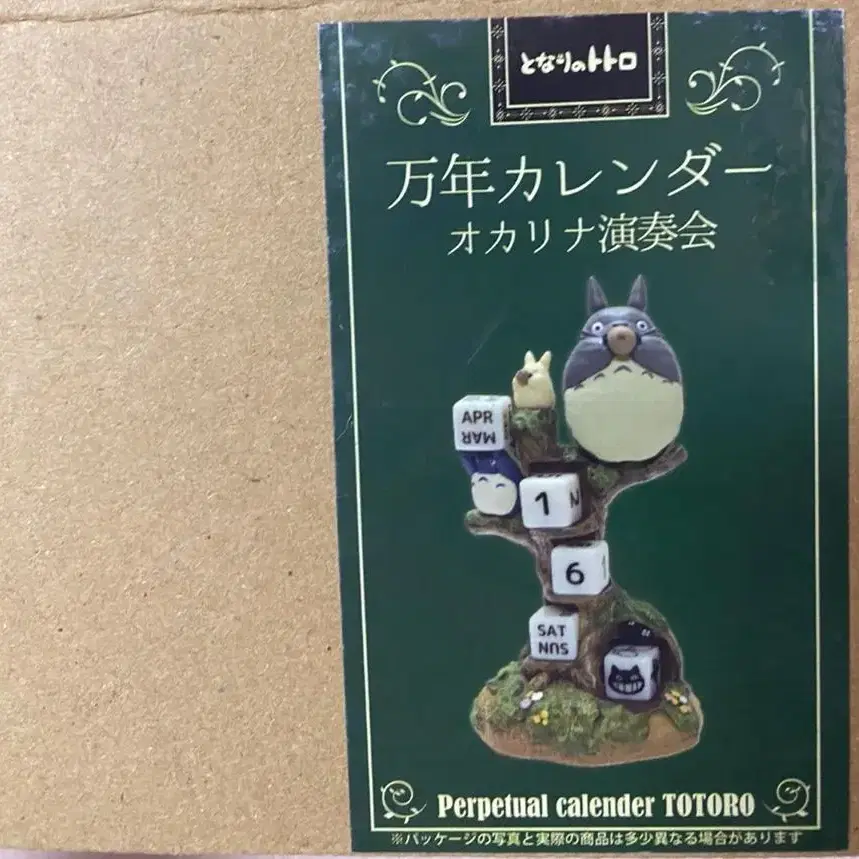 となりのトトロ
万年カレンダー
オカリナ演奏会
APR
MAR
1
6
SAT
SUN
Perpetual calender TOTORO
※パッケージの写真と実際の商品は多少異なる場合があります